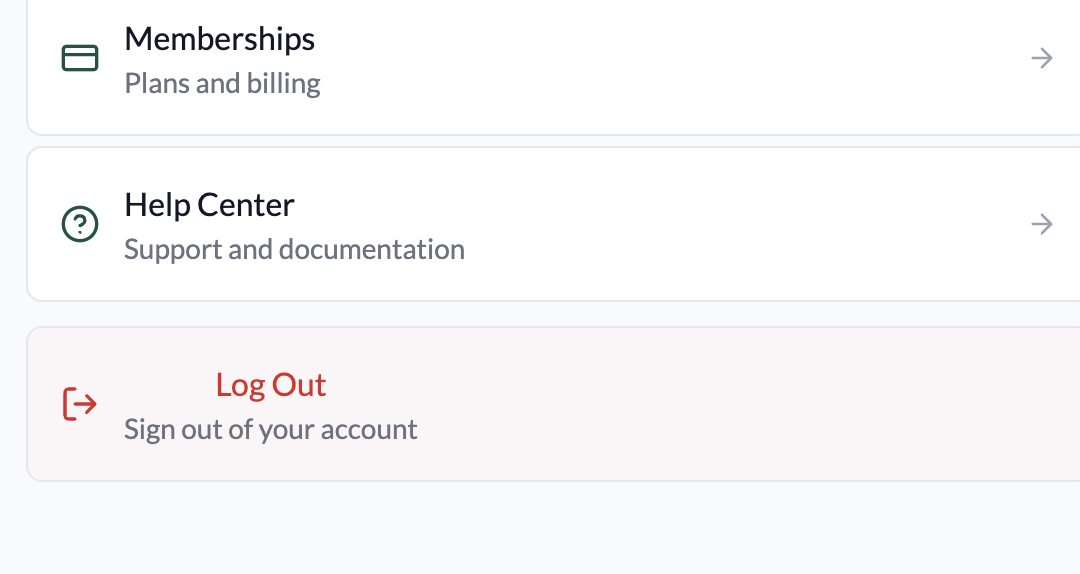 Memberships
Plans and billing
Help Center
Support and documentation
Log Out
Sign out of your account